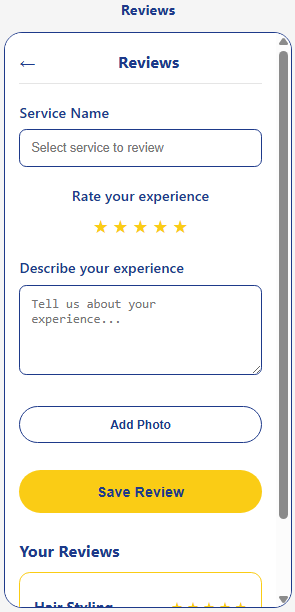 Reviews
← Reviews
Service Name
Select service to review
Rate your experience
★ ★ ★ ★ ★
Describe your experience
Tell us about your
experience...
Add Photo
Save Review
Your Reviews
Hair Styling ★ ★ ★ ★ ★